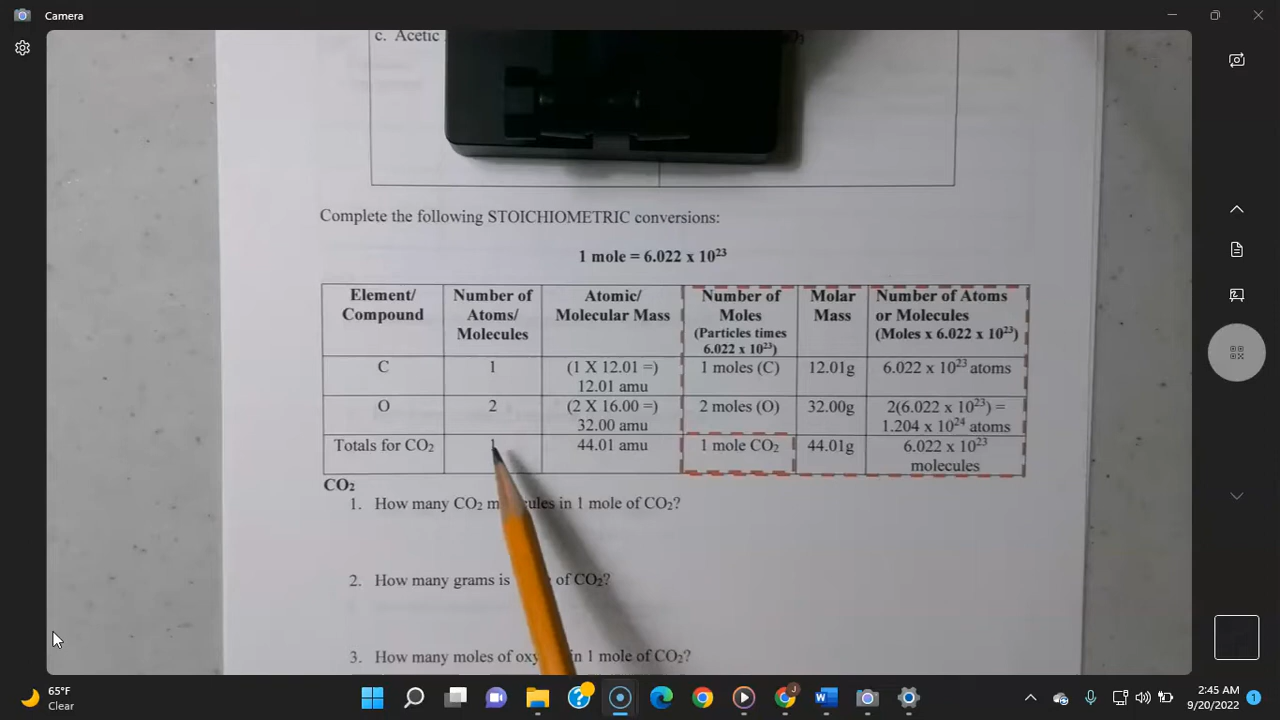 Camera
c. Acetic
Complete the following STOICHIOMETRIC conversions:
1 mole = 6.022 x 10²³
Element/ Compound
Number of Atoms/ Molecules
Atomic/ Molecular Mass
Number of Moles (Particles times 6.022 x 10²³)
Molar Mass
Number of Atoms or Molecules (Moles x 6.022 x 10²³)
C 1 (1 X 12.01 =) 12.01 amu 1 moles (C) 12.01g 6.022 x 10²³ atoms
O 2 (2 X 16.00 =) 32.00 amu 2 moles (O) 32.00g 2(6.022 x 10²³) = 1.204 x 10²⁴ atoms
Totals for CO₂ 1 44.01 amu 1 mole CO₂ 44.01g 6.022 x 10²³ molecules
CO₂
1. How many CO₂ in 1 mole of CO₂?
2. How many grams is of CO₂?
3. How many moles of in 1 mole of CO₂?
65°F
Clear
2:45 AM
9/20/2022
1